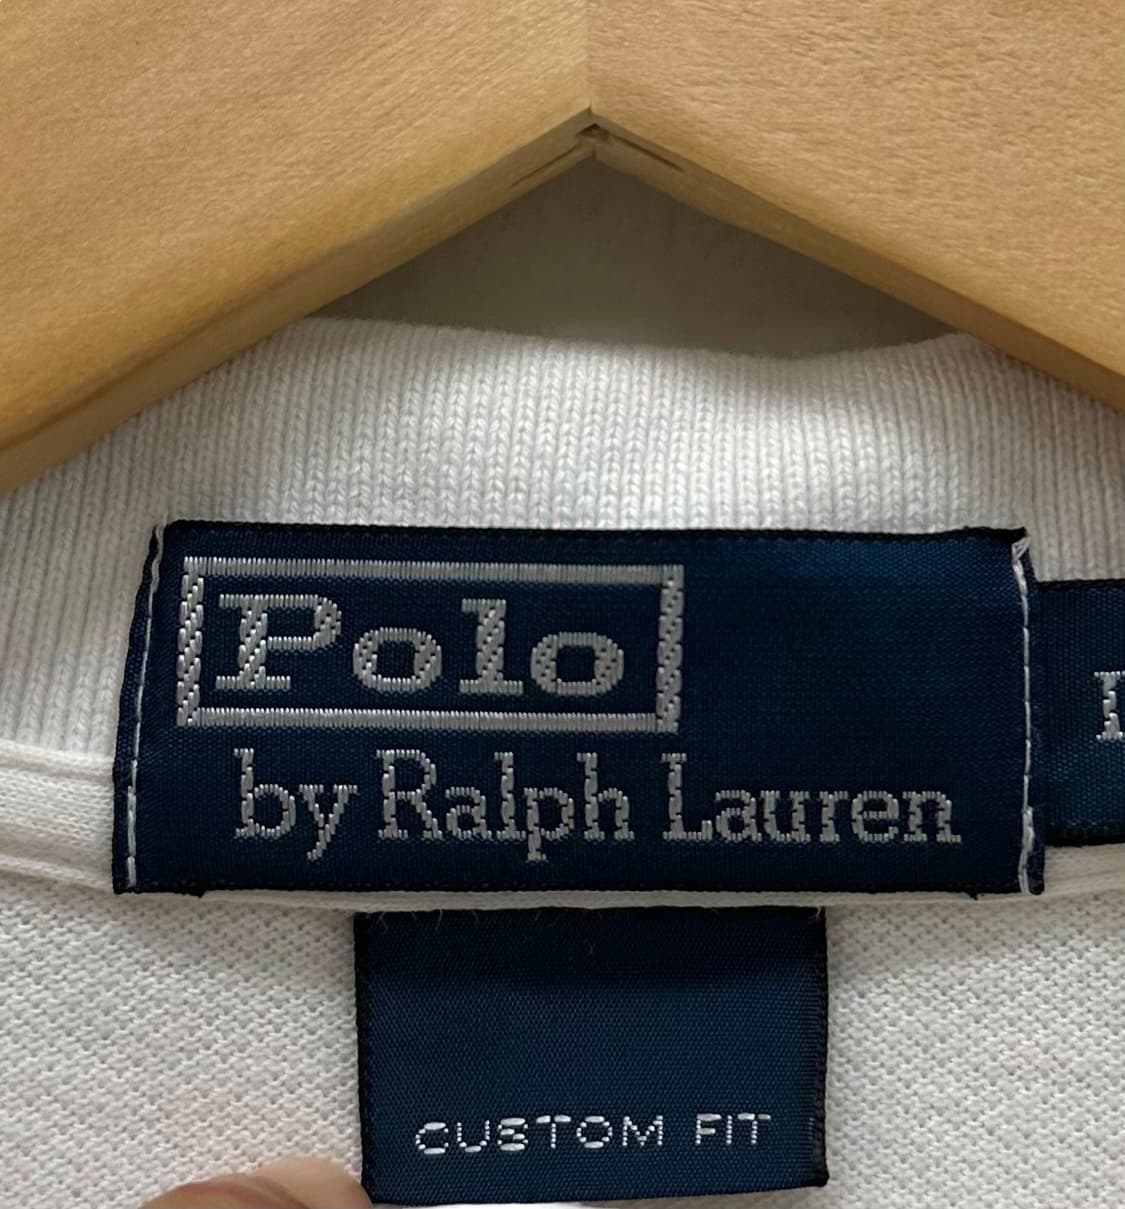 Polo
by Ralph Lauren
CUSTOM FIT